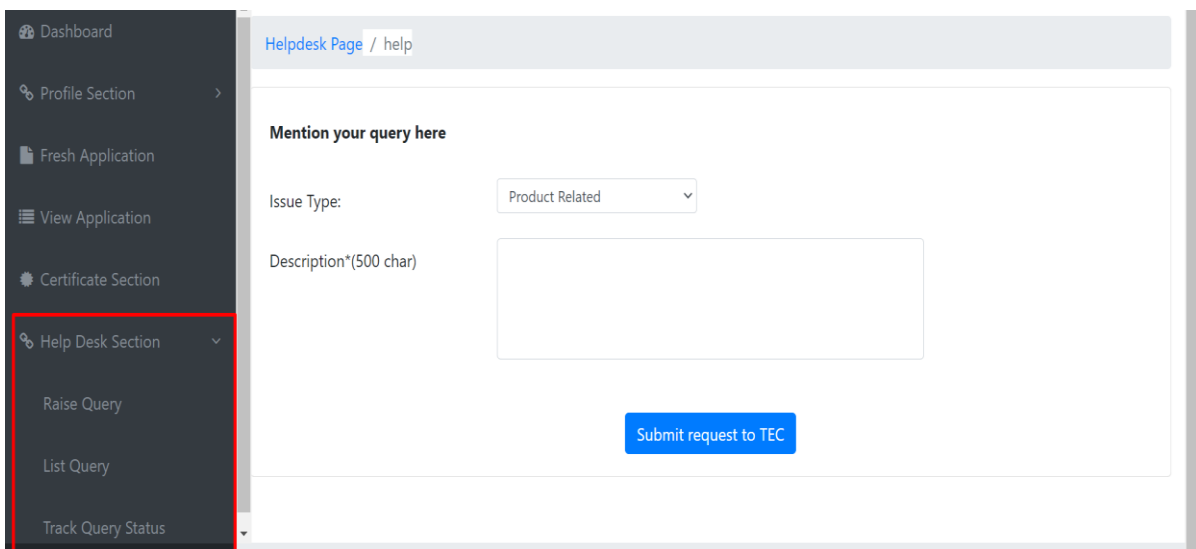 Dashboard
Profile Section
Fresh Application
View Application
Certificate Section
Help Desk Section
Raise Query
List Query
Track Query Status
Helpdesk Page / help
Mention your query here
Issue Type: Product Related
Description*(500 char)
Submit request to TEC